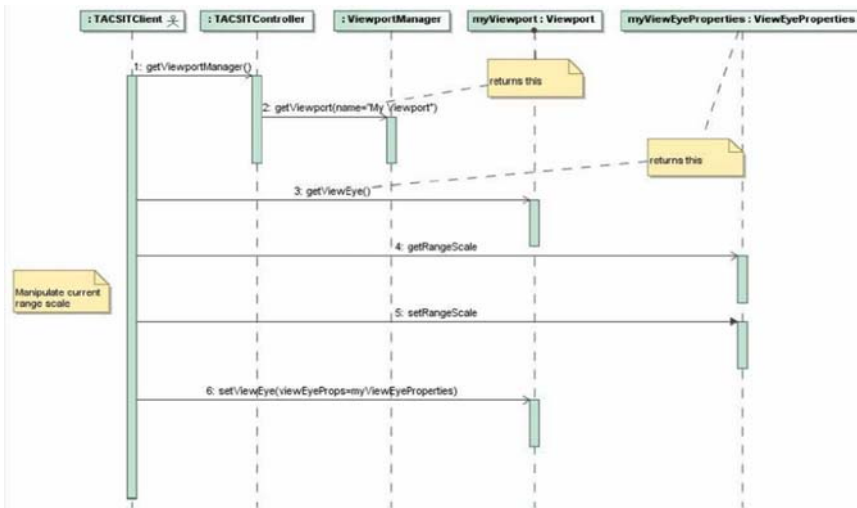 : TACSITClient
: TACSITController
: ViewportManager
myViewport : Viewport
myViewEyeProperties : ViewEyeProperties
1: getViewportManager()
returns this
2: getViewport(name="My Viewport")
returns this
3: getViewEye()
4: getRangeScale
Manipulate current
range scale
5: setRangeScale
6: setViewEye(viewEyeProps=myViewEyeProperties)